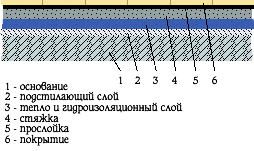 1 2 3 4 5 6
1 - основание
2 - подстилающий слой
3 - тепло и гидроизоляционный слой
4 - стяжка
5 - прослойка
6 - покрытие